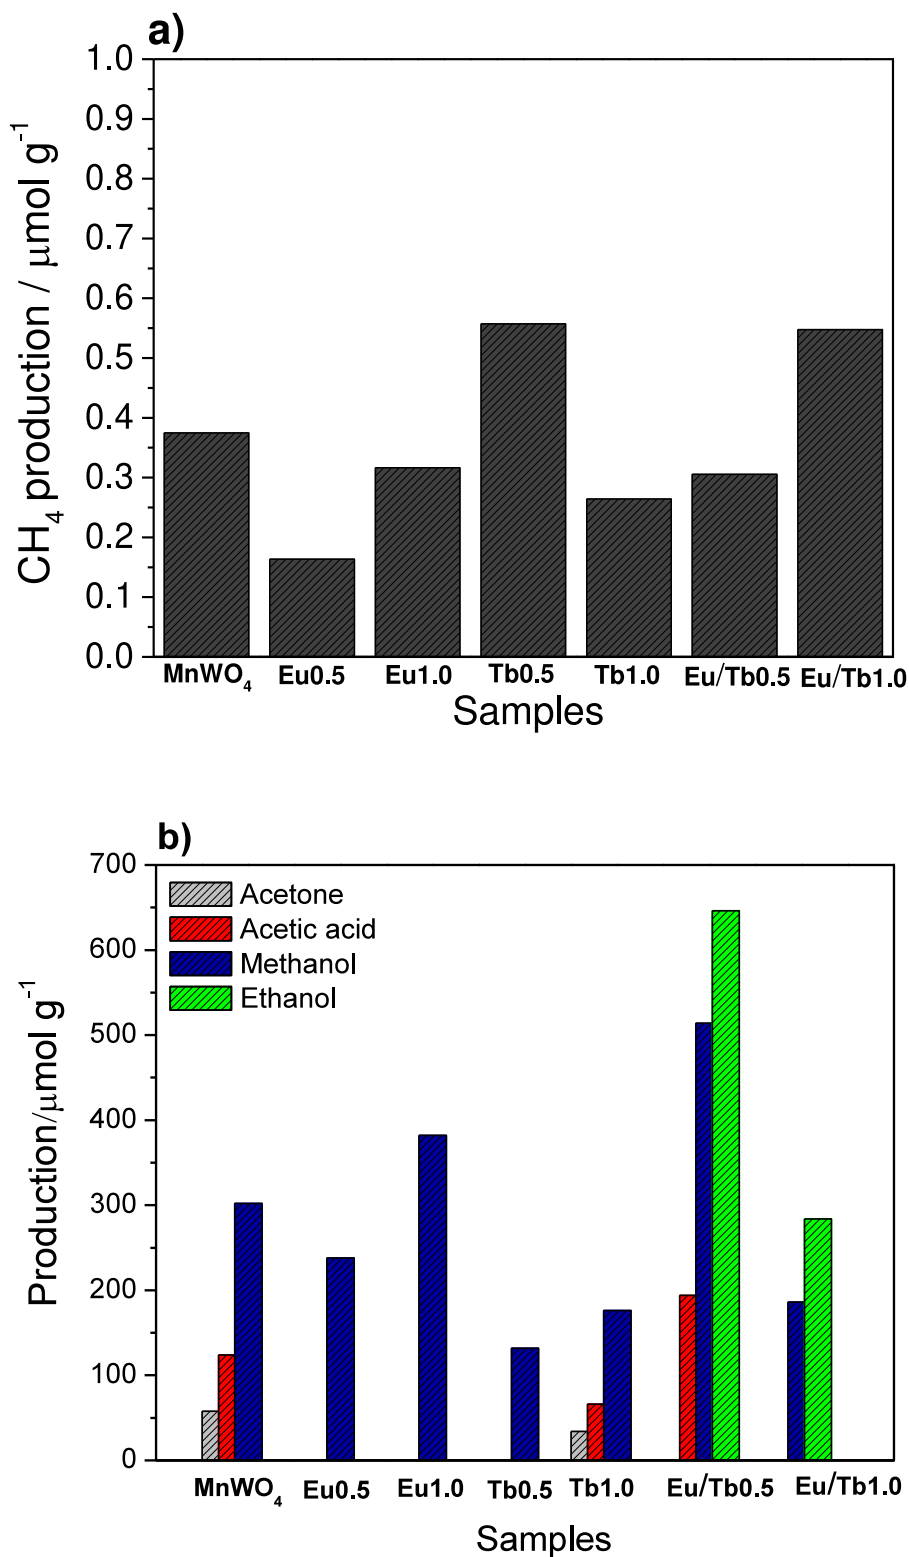 a)
CH₄ production / μmol g⁻¹
1.0
0.9
0.8
0.7
0.6
0.5
0.4
0.3
0.2
0.1
0.0
MnWO₄ Eu0.5 Eu1.0 Tb0.5 Tb1.0 Eu/Tb0.5 Eu/Tb1.0
Samples
b)
Production/μmol g⁻¹
700
600
500
400
300
200
100
0
Acetone
Acetic acid
Methanol
Ethanol
MnWO₄ Eu0.5 Eu1.0 Tb0.5 Tb1.0 Eu/Tb0.5 Eu/Tb1.0
Samples